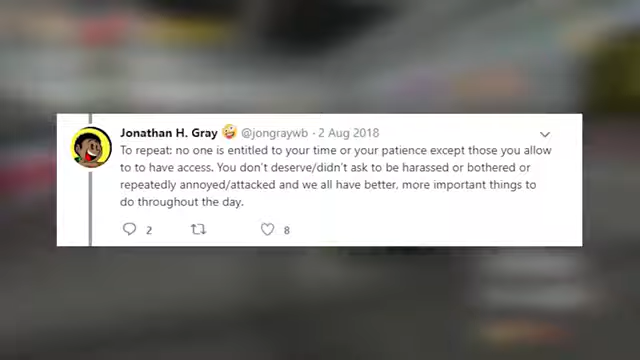 Jonathan H. Gray 🤪 @jongraywb · 2 Aug 2018
To repeat: no one is entitled to your time or your patience except those you allow
to to have access. You don't deserve/didn't ask to be harassed or bothered or
repeatedly annoyed/attacked and we all have better, more important things to
do throughout the day.
2 8